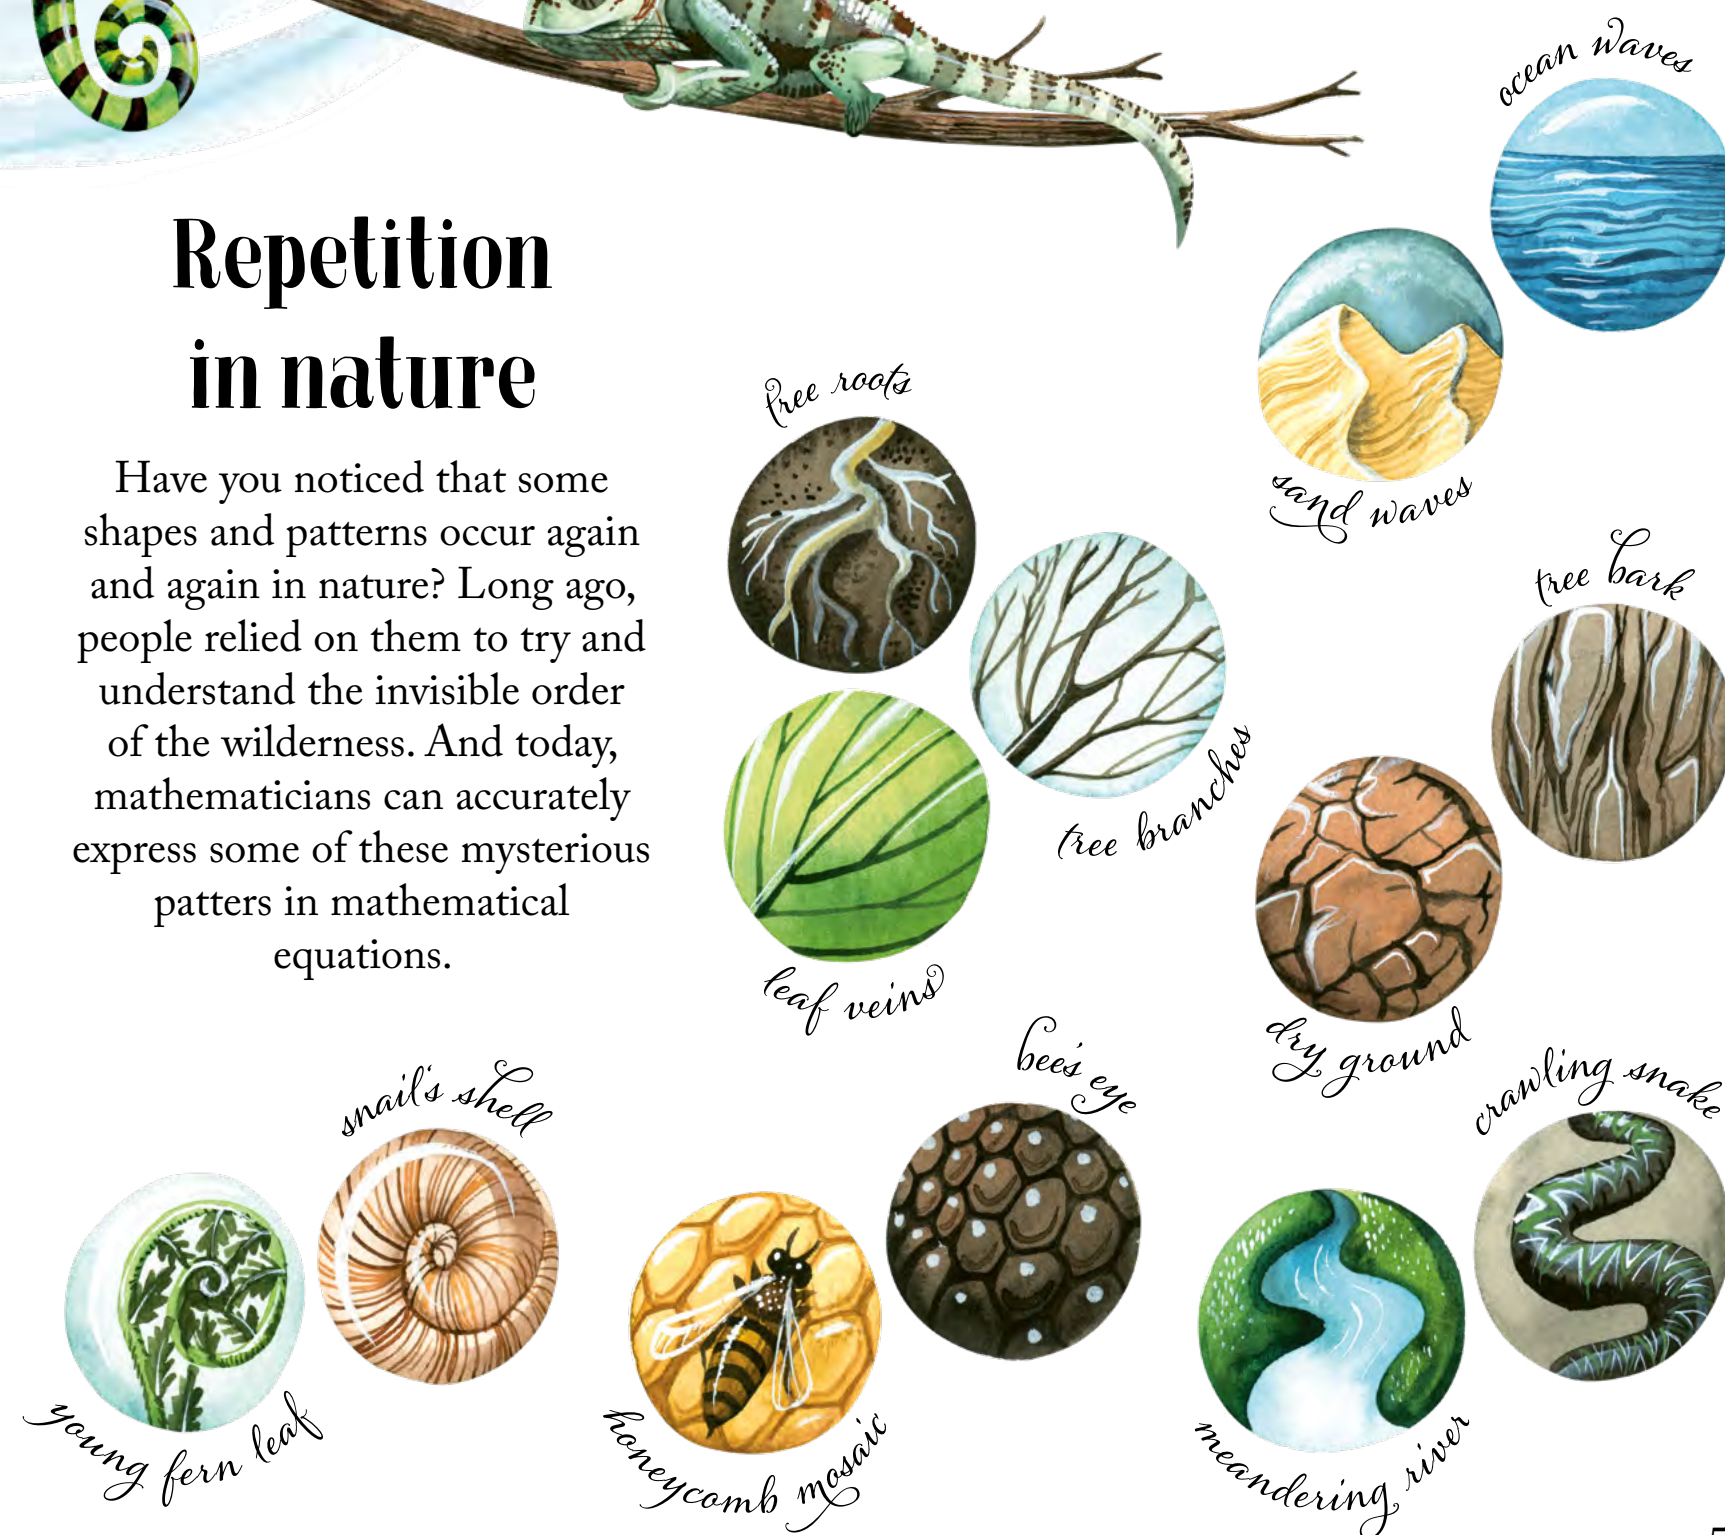 Repetition
in nature
Have you noticed that some
shapes and patterns occur again
and again in nature? Long ago,
people relied on them to try and
understand the invisible order
of the wilderness. And today,
mathematicians can accurately
express some of these mysterious
patters in mathematical
equations.
ocean waves
sand waves
tree roots
tree branches
leaf veins
tree bark
dry ground
snail's shell
young fern leaf
bee's eye
honeycomb mosaic
crawling snake
meandering river